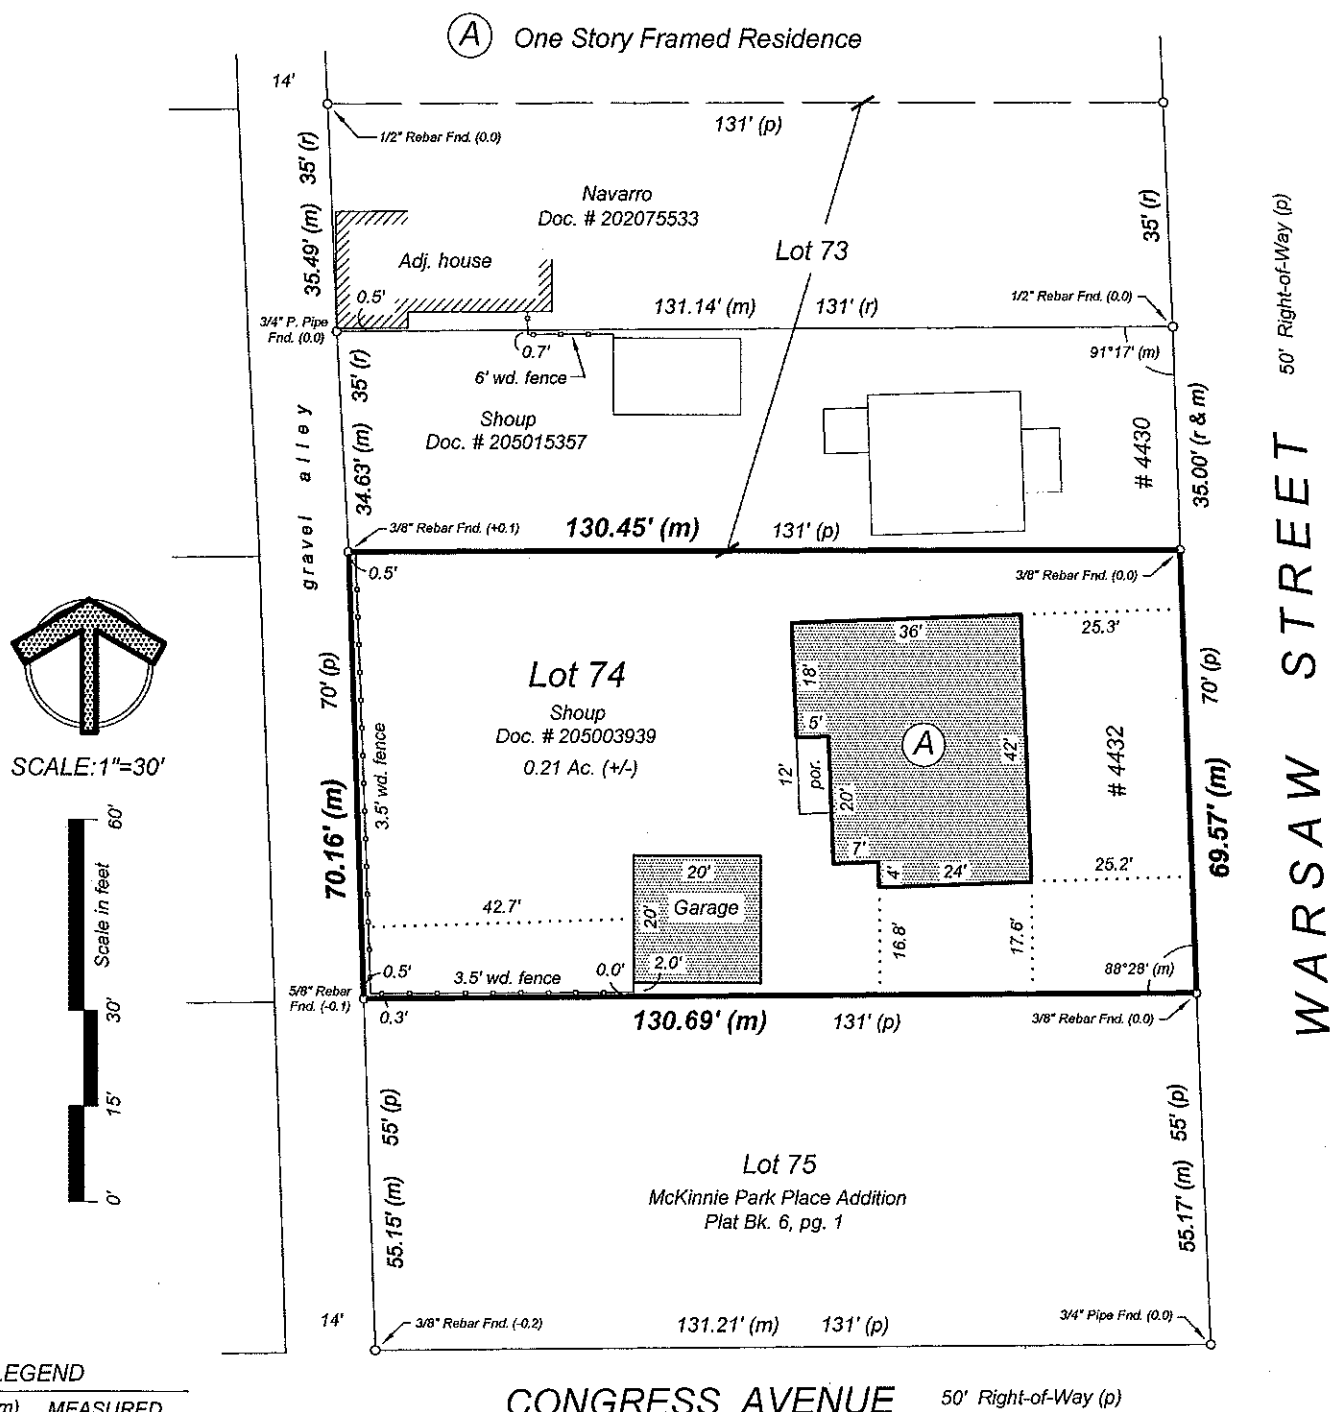 A One Story Framed Residence
14'
131' (p)
1/2" Rebar Fnd. (0.0)
35' (r)
35.49' (m)
Navarro
Doc. # 202075533
35' (r)
50' Right-of-Way (p)
Lot 73
Adj. house
0.5'
131.14' (m) 131' (r)
1/2" Rebar Fnd. (0.0)
3/4" P. Pipe
Fnd. (0.0)
0.7'
91°17' (m)
6' wd. fence
35' (r)
34.63' (m)
Shoup
Doc. # 205015357
gravel alley
# 4430
35.00' (r & m)
3/8" Rebar Fnd. (+0.1)
130.45' (m) 131' (p)
0.5'
3/8" Rebar Fnd. (0.0)
WARSAW STREET
36'
25.3'
18'
70' (p)
Lot 74
Shoup
Doc. # 205003939
0.21 Ac. (+/-)
70' (p)
5'
A
42'
12'
por.
20'
# 4432
SCALE:1"=30'
3.5' wd. fence
70.16' (m)
69.57' (m)
60'
Scale in feet
30'
15'
0'
7'
4'
24'
25.2'
20'
20'
Garage
42.7'
16.8'
17.6'
0.5'
3.5' wd. fence
0.0'
2.0'
88°28' (m)
5/8" Rebar
Fnd. (-0.1)
0.3'
130.69' (m) 131' (p)
3/8" Rebar Fnd. (0.0)
55' (p)
55.15' (m)
55' (p)
55.17' (m)
Lot 75
McKinnie Park Place Addition
Plat Bk. 6, pg. 1
14'
3/8" Rebar Fnd. (-0.2)
131.21' (m) 131' (p)
3/4" Pipe Fnd. (0.0)
LEGEND
m) MEASURED
CONGRESS AVENUE 50' Right-of-Way (p)